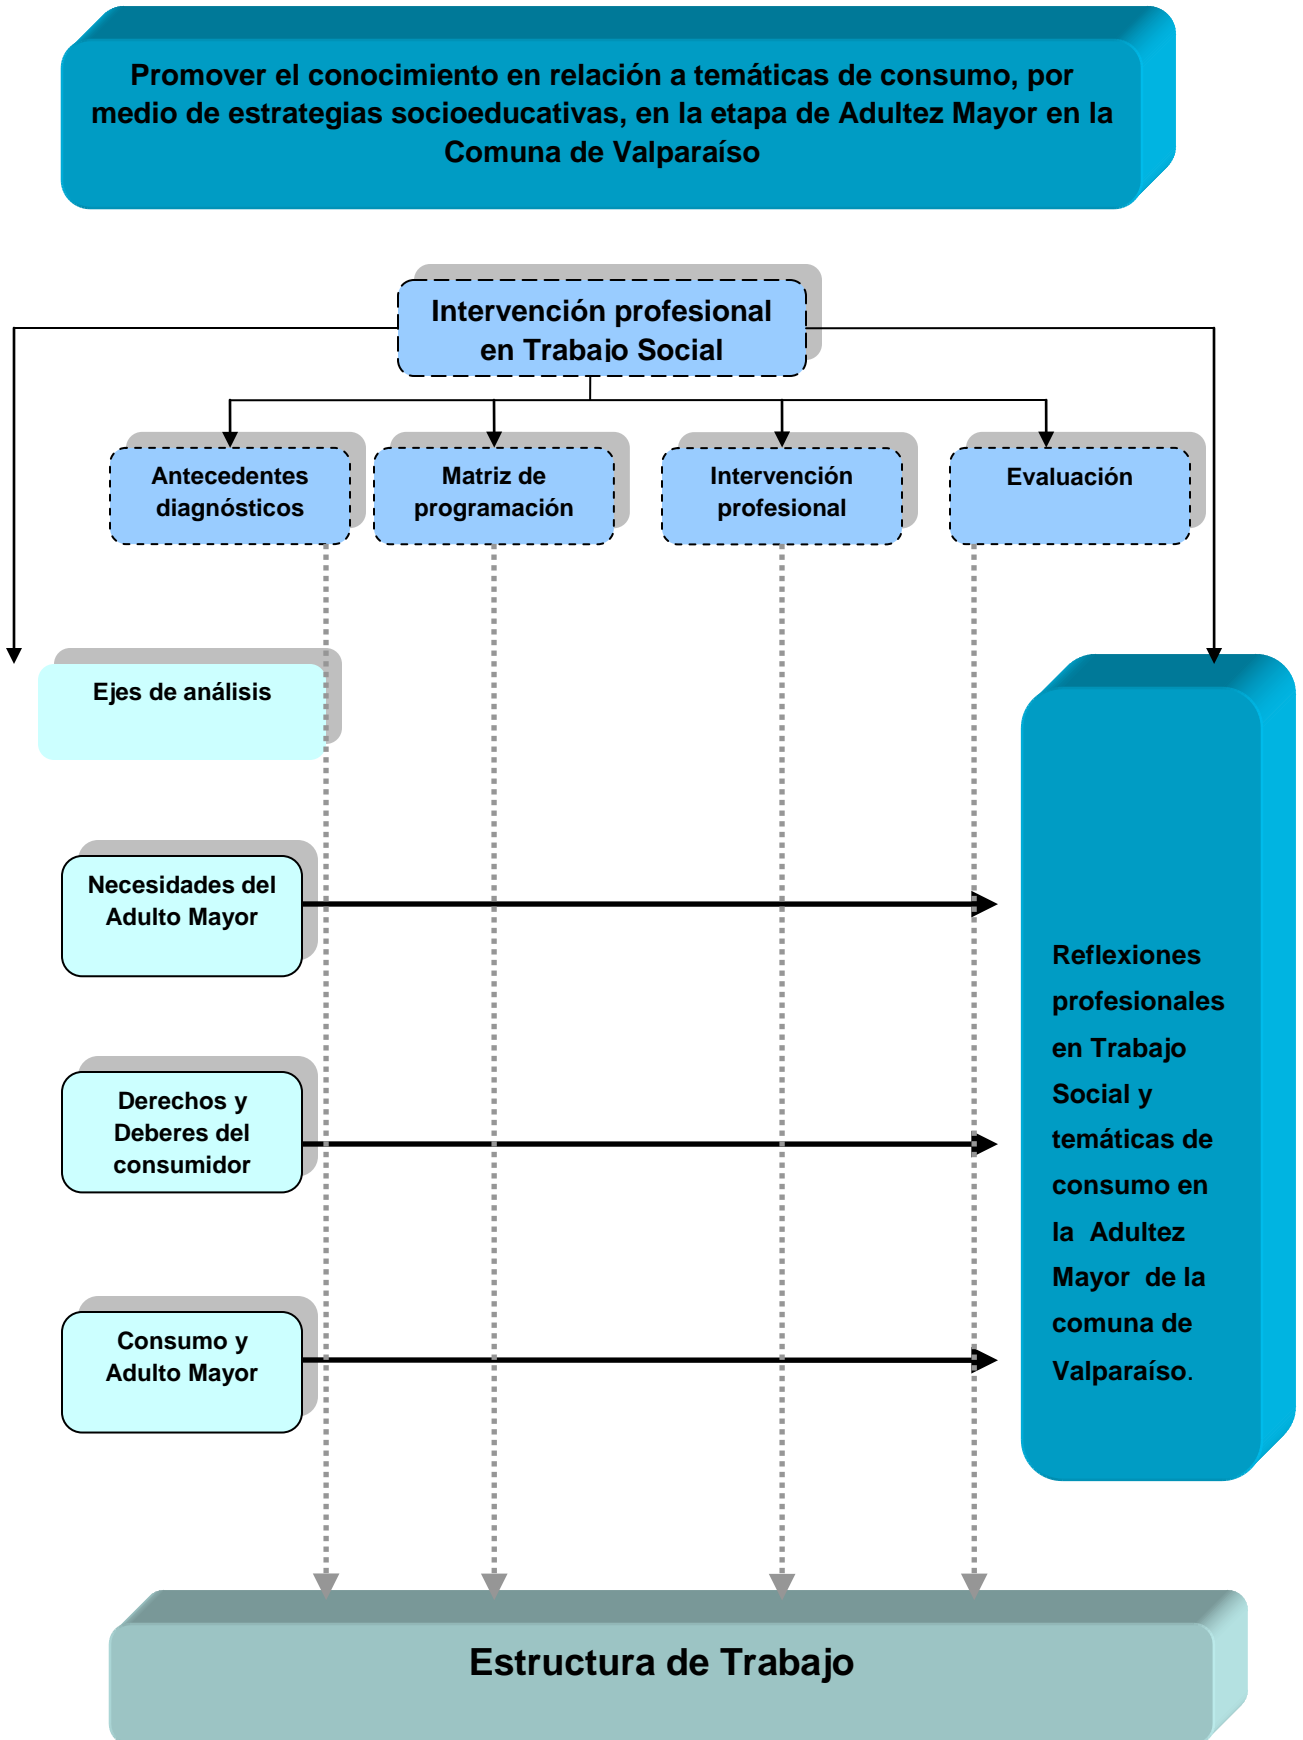 Promover el conocimiento en relación a temáticas de consumo, por
medio de estrategias socioeducativas, en la etapa de Adultez Mayor en la
Comuna de Valparaíso
Intervención profesional
en Trabajo Social
Antecedentes
diagnósticos
Matriz de
programación
Intervención
profesional
Evaluación
Ejes de análisis
Necesidades del
Adulto Mayor
Derechos y
Deberes del
consumidor
Consumo y
Adulto Mayor
Reflexiones
profesionales
en Trabajo
Social y
temáticas de
consumo en
la Adultez
Mayor de la
comuna de
Valparaíso.
Estructura de Trabajo